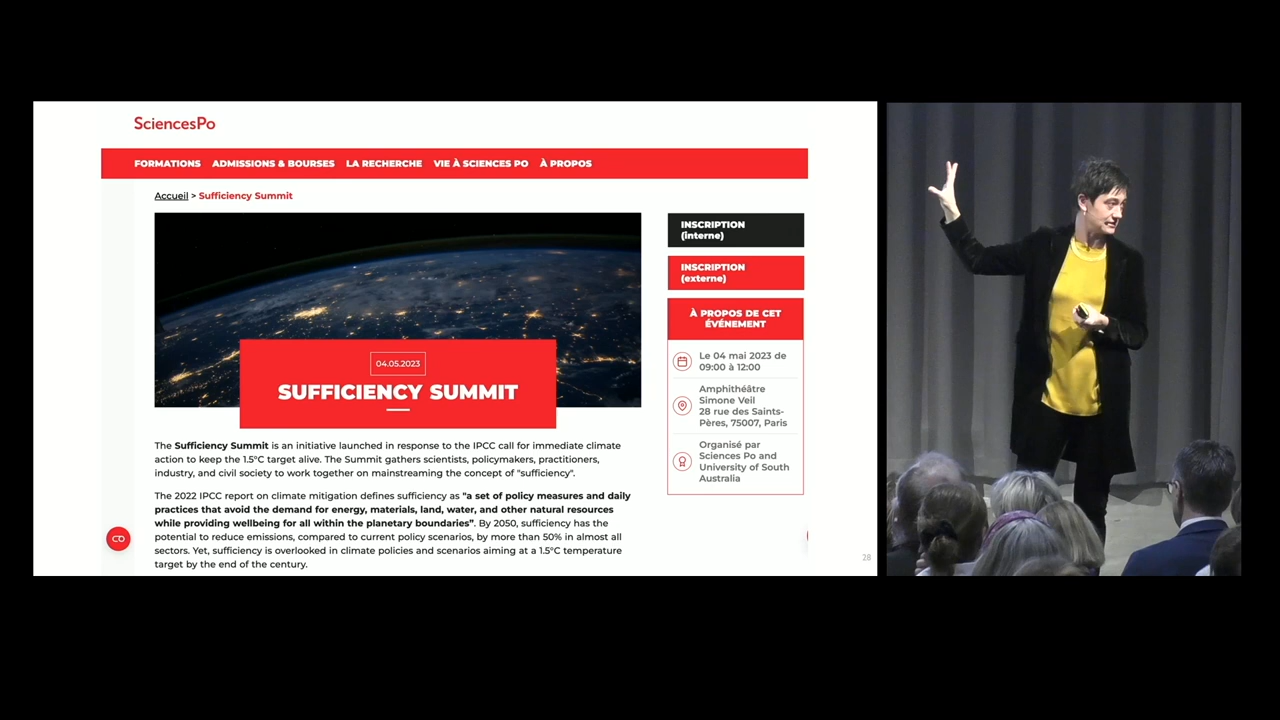 SciencesPo
FORMATIONS ADMISSIONS & BOURSES LA RECHERCHE VIE À SCIENCES PO À PROPOS
Accueil > Sufficiency Summit
04.05.2023
SUFFICIENCY SUMMIT
The Sufficiency Summit is an initiative launched in response to the IPCC call for immediate climate
action to keep the 1.5°C target alive. The Summit gathers scientists, policymakers, practitioners,
industry, and civil society to work together on mainstreaming the concept of "sufficiency".
The 2022 IPCC report on climate mitigation defines sufficiency as "a set of policy measures and daily
practices that avoid the demand for energy, materials, land, water, and other natural resources
while providing wellbeing for all within the planetary boundaries”. By 2050, sufficiency has the
potential to reduce emissions, compared to current policy scenarios, by more than 50% in almost all
sectors. Yet, sufficiency is overlooked in climate policies and scenarios aiming at a 1.5°C temperature
target by the end of the century.
INSCRIPTION
(interne)
INSCRIPTION
(externe)
À PROPOS DE CET
ÉVÉNEMENT
Le 04 mai 2023 de
09:00 à 12:00
Amphithéâtre
Simone Veil
28 rue des Saints-
Pères, 75007, Paris
Organisé par
Sciences Po and
University of South
Australia
28